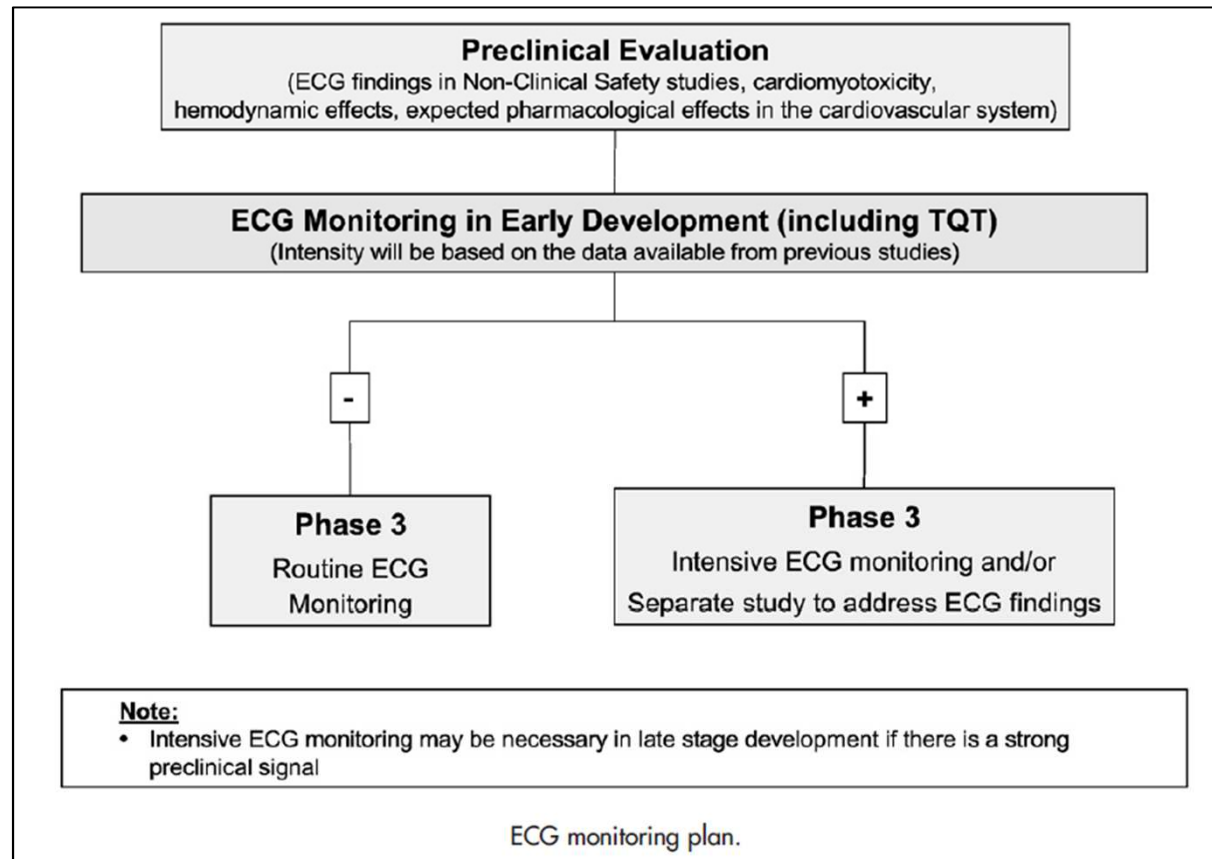 Preclinical Evaluation
(ECG findings in Non-Clinical Safety studies, cardiomyotoxicity,
hemodynamic effects, expected pharmacological effects in the cardiovascular system)
ECG Monitoring in Early Development (including TQT)
(Intensity will be based on the data available from previous studies)
-
+
Phase 3
Routine ECG
Monitoring
Phase 3
Intensive ECG monitoring and/or
Separate study to address ECG findings
Note:
• Intensive ECG monitoring may be necessary in late stage development if there is a strong
preclinical signal
ECG monitoring plan.